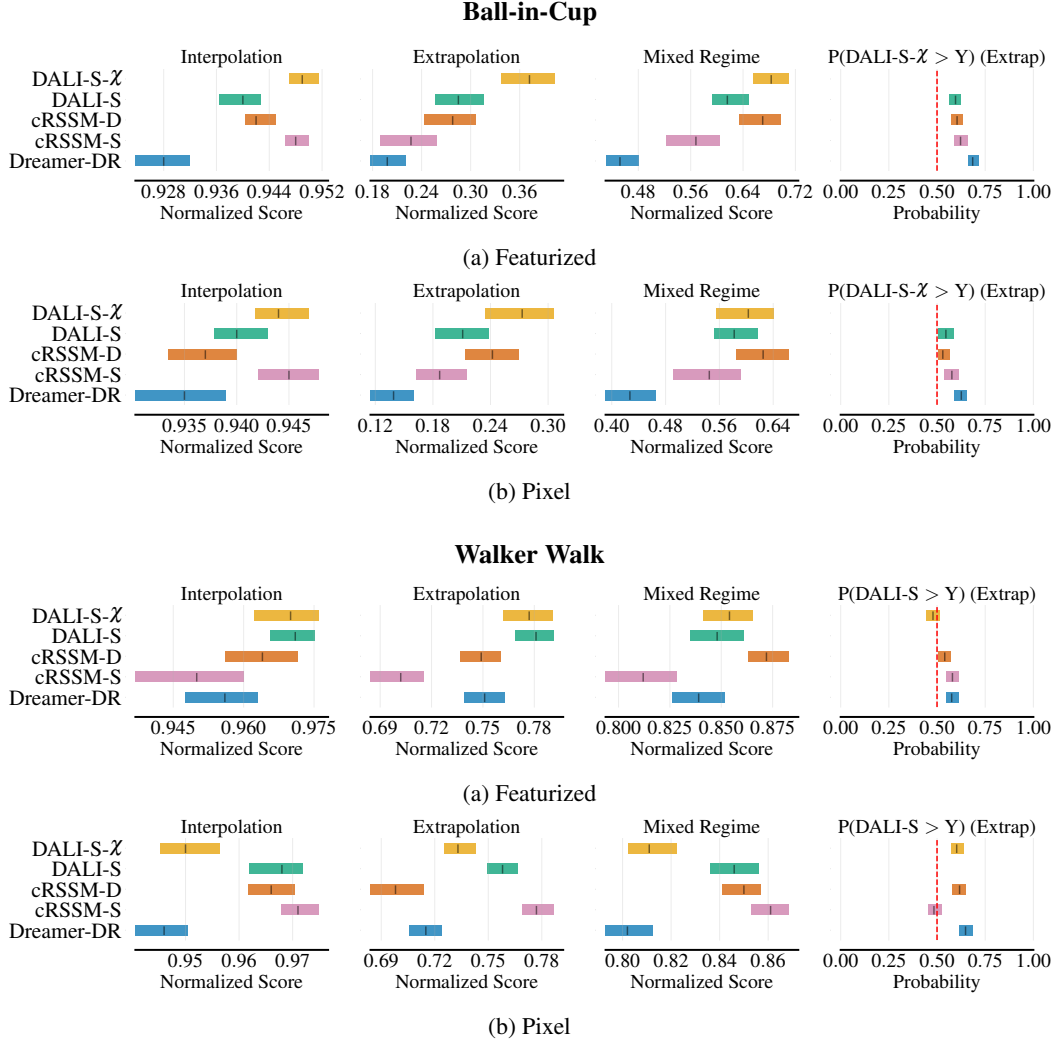 Ball-in-Cup
Interpolation Extrapolation Mixed Regime P(DALI-S-χ > Y) (Extrap)
DALI-S-χ
DALI-S
cRSSM-D
cRSSM-S
Dreamer-DR
0.928 0.936 0.944 0.952 0.18 0.24 0.30 0.36 0.48 0.56 0.64 0.72 0.00 0.25 0.50 0.75 1.00
Normalized Score Normalized Score Normalized Score Probability
(a) Featurized
Interpolation Extrapolation Mixed Regime P(DALI-S-χ > Y) (Extrap)
DALI-S-χ
DALI-S
cRSSM-D
cRSSM-S
Dreamer-DR
0.935 0.940 0.945 0.12 0.18 0.24 0.30 0.40 0.48 0.56 0.64 0.00 0.25 0.50 0.75 1.00
Normalized Score Normalized Score Normalized Score Probability
(b) Pixel
Walker Walk
Interpolation Extrapolation Mixed Regime P(DALI-S > Y) (Extrap)
DALI-S-χ
DALI-S
cRSSM-D
cRSSM-S
Dreamer-DR
0.945 0.960 0.975 0.69 0.72 0.75 0.78 0.800 0.825 0.850 0.875 0.00 0.25 0.50 0.75 1.00
Normalized Score Normalized Score Normalized Score Probability
(a) Featurized
Interpolation Extrapolation Mixed Regime P(DALI-S > Y) (Extrap)
DALI-S-χ
DALI-S
cRSSM-D
cRSSM-S
Dreamer-DR
0.95 0.96 0.97 0.69 0.72 0.75 0.78 0.80 0.82 0.84 0.86 0.00 0.25 0.50 0.75 1.00
Normalized Score Normalized Score Normalized Score Probability
(b) Pixel